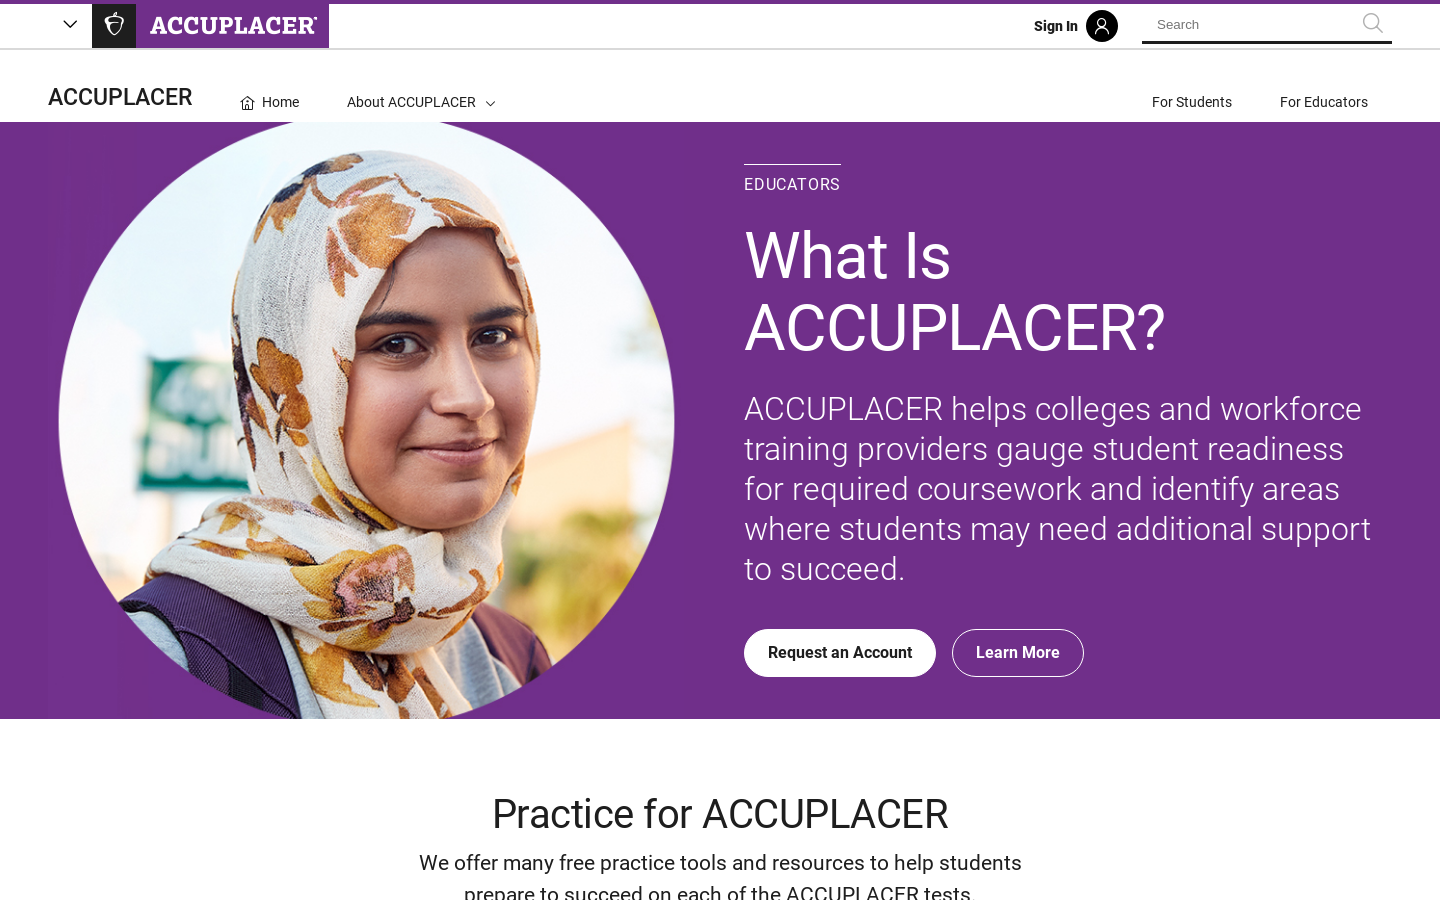 ACCUPLACER
Sign In
Search
ACCUPLACER
Home
About ACCUPLACER
For Students
For Educators
EDUCATORS
What Is
ACCUPLACER?
ACCUPLACER helps colleges and workforce
training providers gauge student readiness
for required coursework and identify areas
where students may need additional support
to succeed.
Request an Account
Learn More
Practice for ACCUPLACER
We offer many free practice tools and resources to help students
prepare to succeed on each of the ACCUPLACER tests.